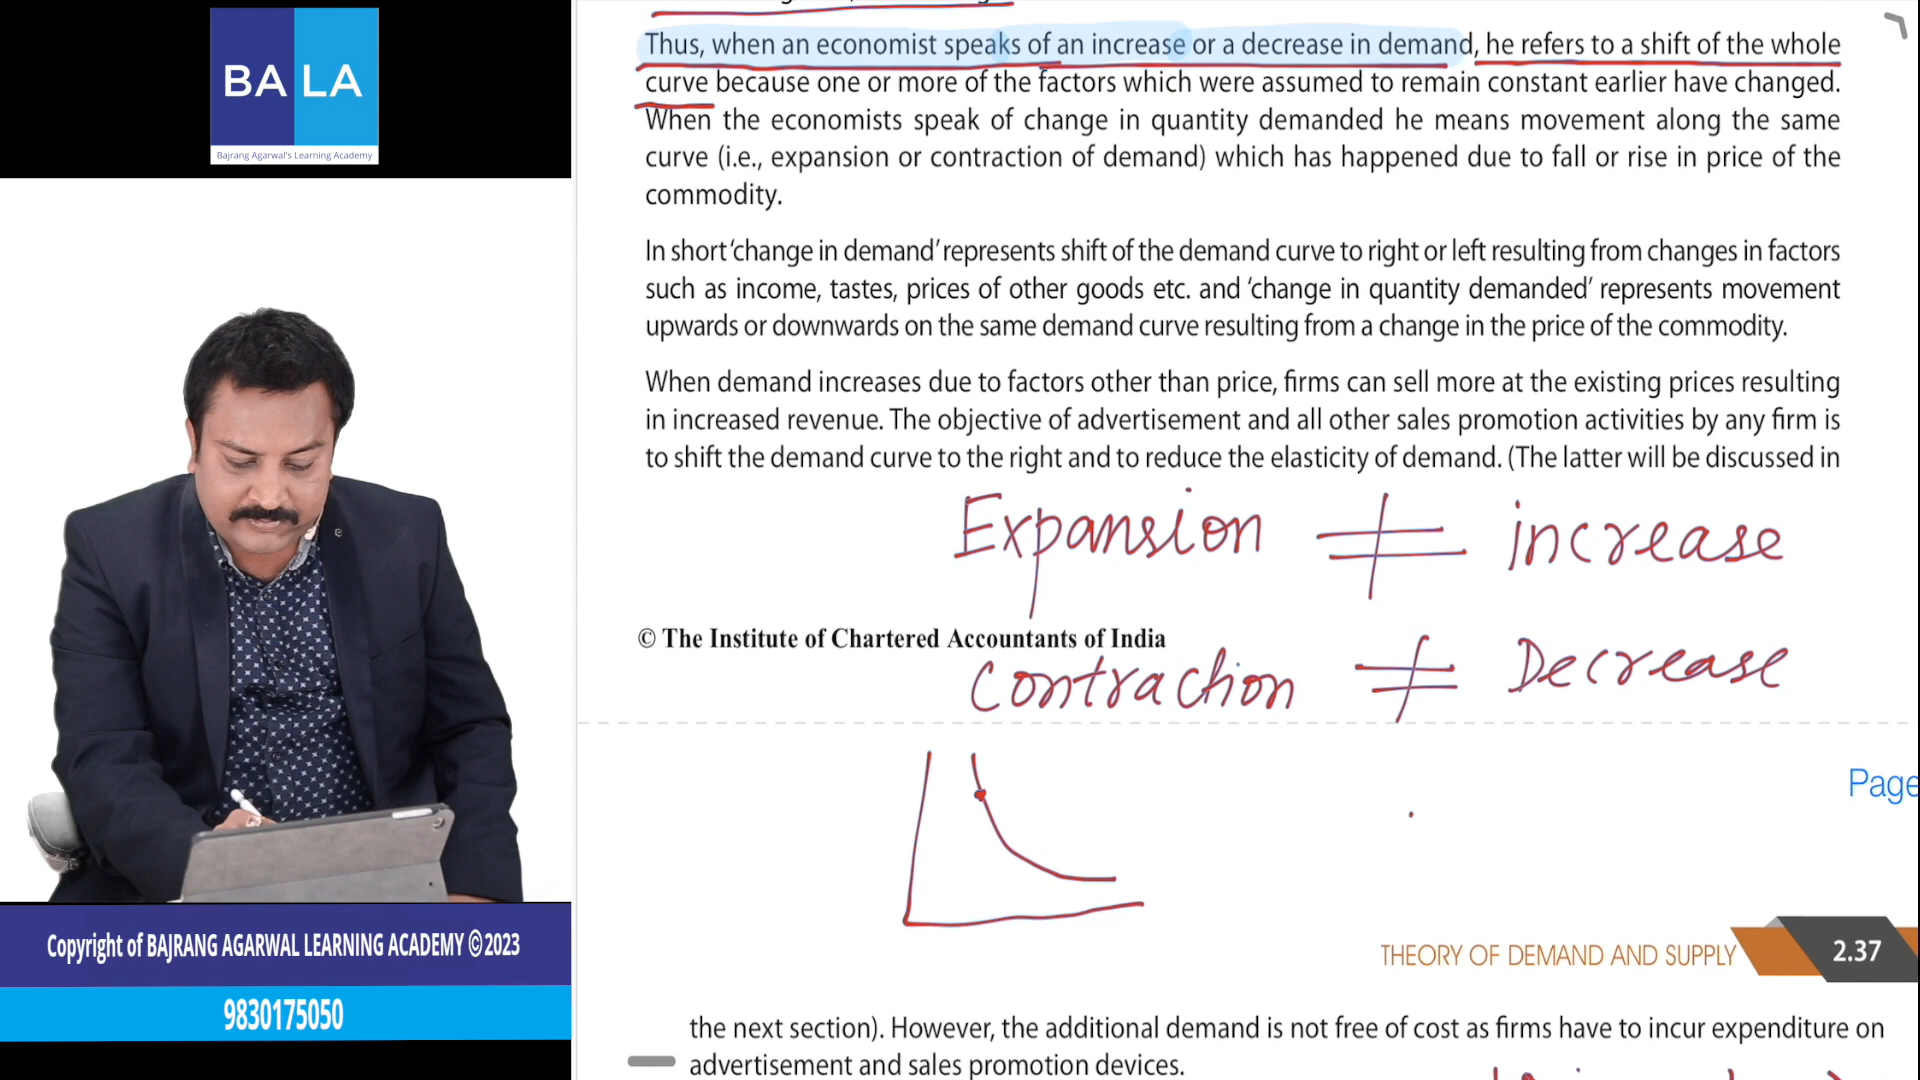 BA LA
Bajrang Agarwal's Learning Academy
Thus, when an economist speaks of an increase or a decrease in demand, he refers to a shift of the whole
curve because one or more of the factors which were assumed to remain constant earlier have changed.
When the economists speak of change in quantity demanded he means movement along the same
curve (i.e., expansion or contraction of demand) which has happened due to fall or rise in price of the
commodity.
In short ‘change in demand’ represents shift of the demand curve to right or left resulting from changes in factors
such as income, tastes, prices of other goods etc. and ‘change in quantity demanded’ represents movement
upwards or downwards on the same demand curve resulting from a change in the price of the commodity.
When demand increases due to factors other than price, firms can sell more at the existing prices resulting
in increased revenue. The objective of advertisement and all other sales promotion activities by any firm is
to shift the demand curve to the right and to reduce the elasticity of demand. (The latter will be discussed in
Expansion ≠ increase
© The Institute of Chartered Accountants of India
Contraction ≠ Decrease
Page
THEORY OF DEMAND AND SUPPLY 2.37
the next section). However, the additional demand is not free of cost as firms have to incur expenditure on
advertisement and sales promotion devices.
Copyright of BAJRANG AGARWAL LEARNING ACADEMY ©2023
9830175050